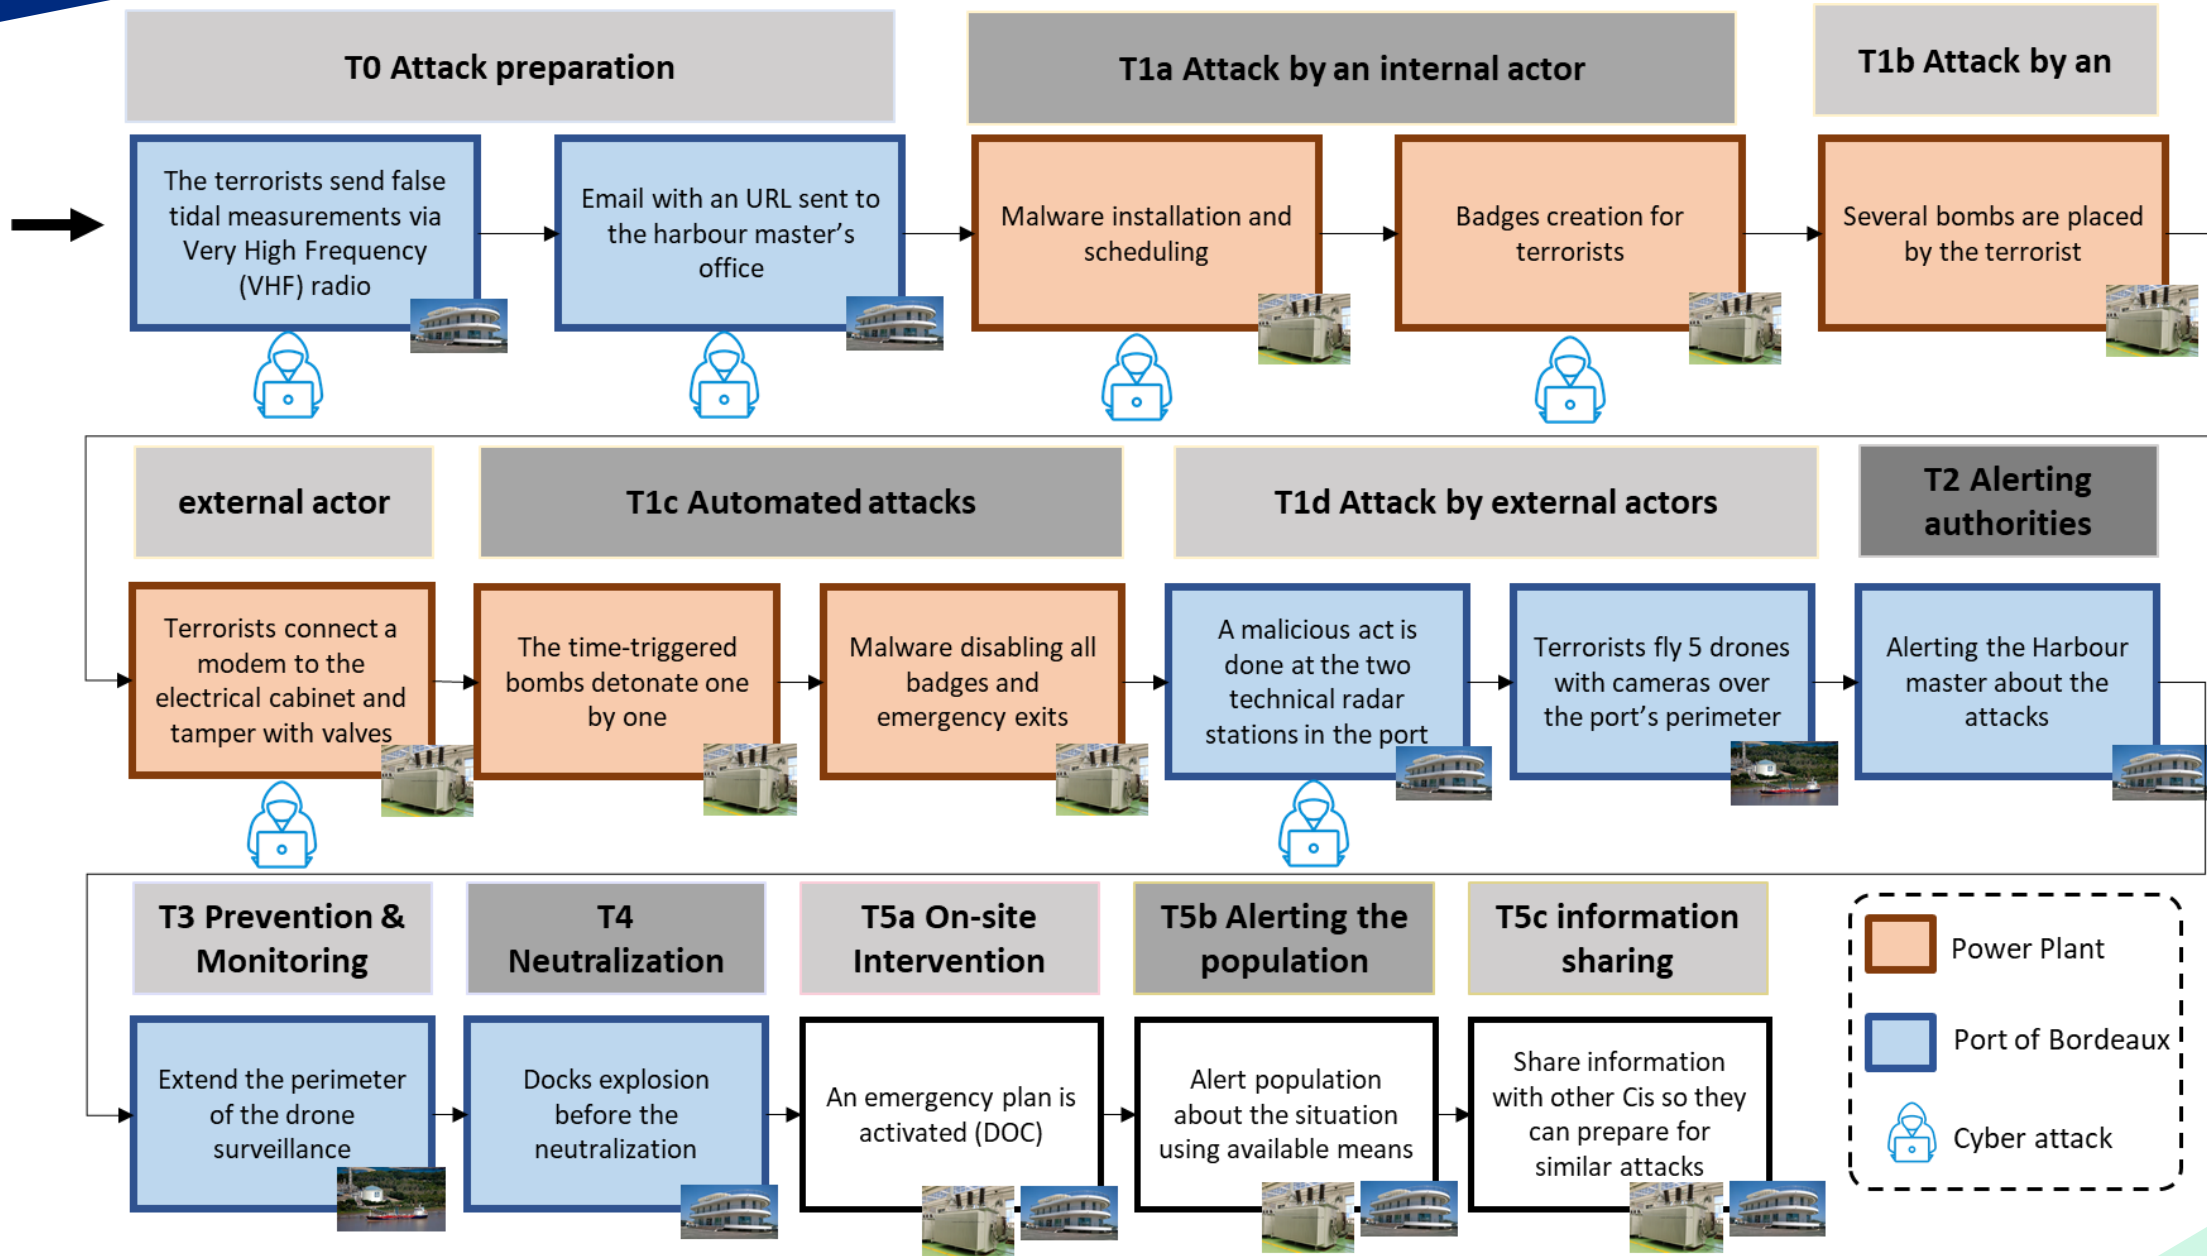 T0 Attack preparation
T1a Attack by an internal actor
T1b Attack by an
The terrorists send false
tidal measurements via
Very High Frequency
(VHF) radio
Email with an URL sent to
the harbour master's
office
Malware installation and
scheduling
Badges creation for
terrorists
Several bombs are placed
by the terrorist
external actor
T1c Automated attacks
T1d Attack by external actors
T2 Alerting
authorities
Terrorists connect a
modem to the
electrical cabinet and
tamper with valves
The time-triggered
bombs detonate one
by one
Malware disabling all
badges and
emergency exits
A malicious act is
done at the two
technical radar
stations in the port
Terrorists fly 5 drones
with cameras over
the port's perimeter
Alerting the Harbour
master about the
attacks
T3 Prevention &
Monitoring
T4
Neutralization
T5a On-site
Intervention
T5b Alerting the
population
T5c information
sharing
Extend the perimeter
of the drone
surveillance
Docks explosion
before the
neutralization
An emergency plan is
activated (DOC)
Alert population
about the situation
using available means
Share information
with other Cis so they
can prepare for
similar attacks
Power Plant
Port of Bordeaux
Cyber attack